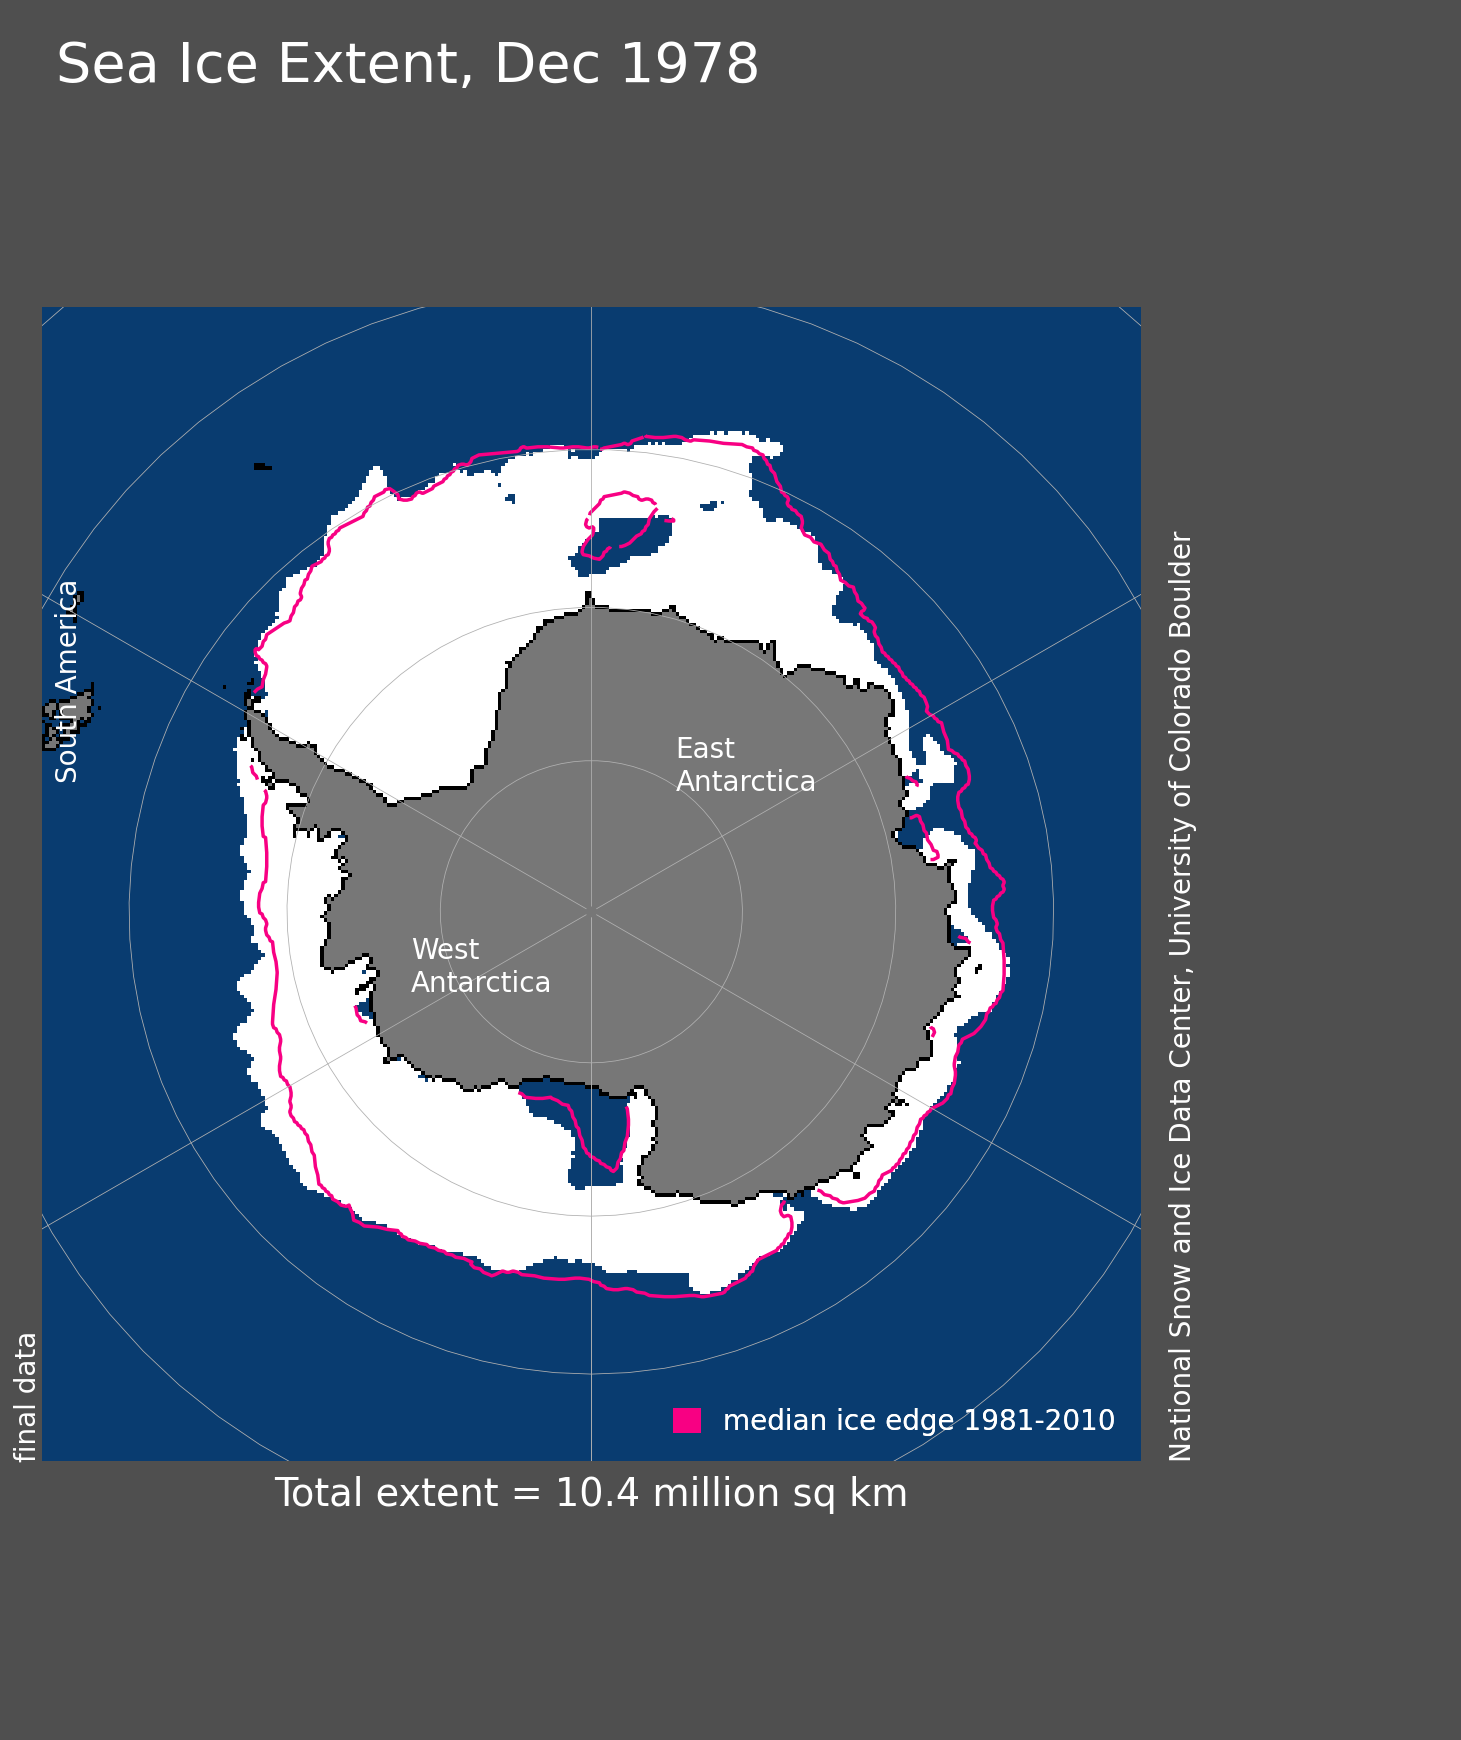 Sea Ice Extent, Dec 1978
South America
East
Antarctica
West
Antarctica
final data
National Snow and Ice Data Center, University of Colorado Boulder
median ice edge 1981-2010
Total extent = 10.4 million sq km